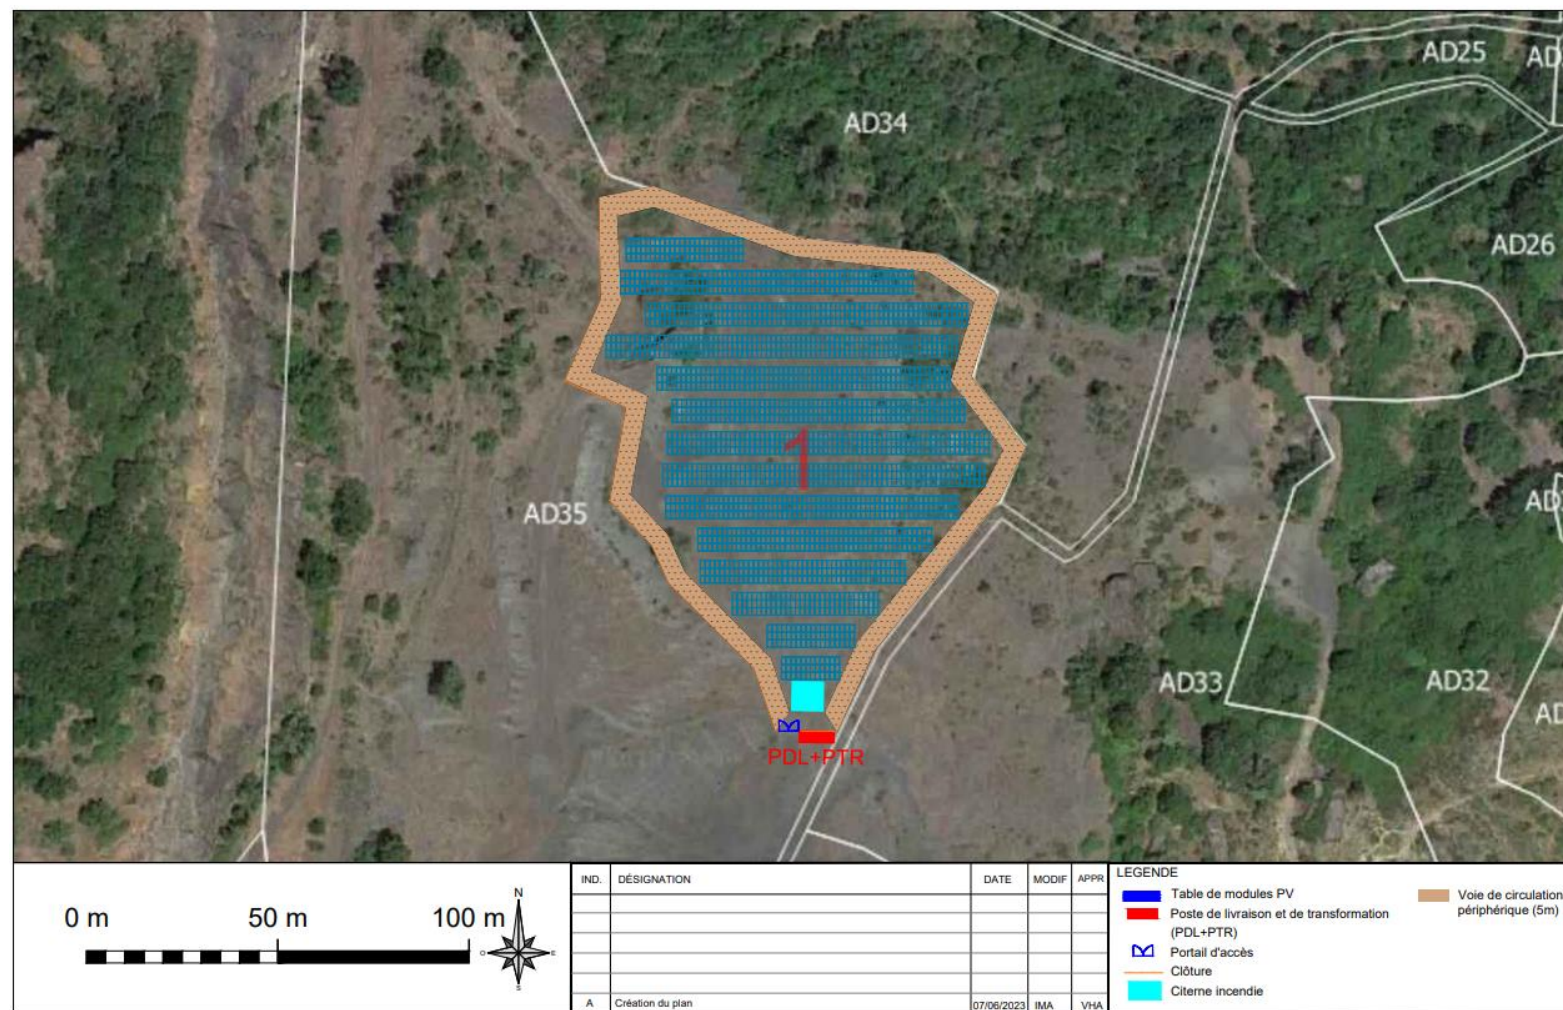 AD25
AD
AD34
AD26
1
AD35
AD
AD33
AD32
AD
PDL+PTR
0 m 50 m 100 m
N
O E
S
IND. DÉSIGNATION DATE MODIF APPR
A Création du plan 07/06/2023 IMA VHA
LEGENDE
Table de modules PV
Poste de livraison et de transformation
(PDL+PTR)
Portail d'accès
Clôture
Citerne incendie
Voie de circulation
périphérique (5m)